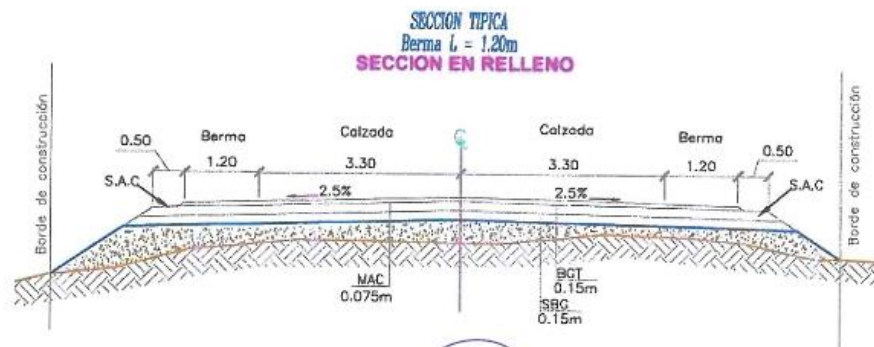 SECCION TIPICA
Berma L = 1.20m
SECCION EN RELLENO
Borde de construcción
0.50
Berma
Calzada
Calzada
Berma
0.50
1.20
3.30
3.30
1.20
S.A.C
2.5%
2.5%
S.A.C
Borde de construcción
MAC
0.075m
BGT
0.15m
SBG
0.15m